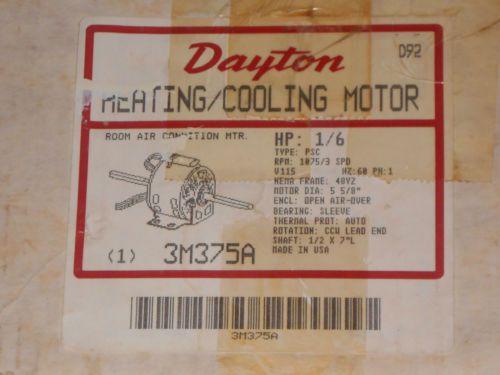 Dayton
D92
HEATING/COOLING MOTOR
ROOM AIR CONDITION MTR.
HP: 1/6
TYPE: PSC
RPM: 1075/3 SPD
V115 HZ:60 PH:1
NEMA FRAME: 48YZ
MOTOR DIA: 5 5/8"
ENCL: OPEN AIR-OVER
BEARING: SLEEVE
THERMAL PROT: AUTO
ROTATION: CCW LEAD END
SHAFT: 1/2 X 7"L
MADE IN USA
(1) 3M375A
3M375A